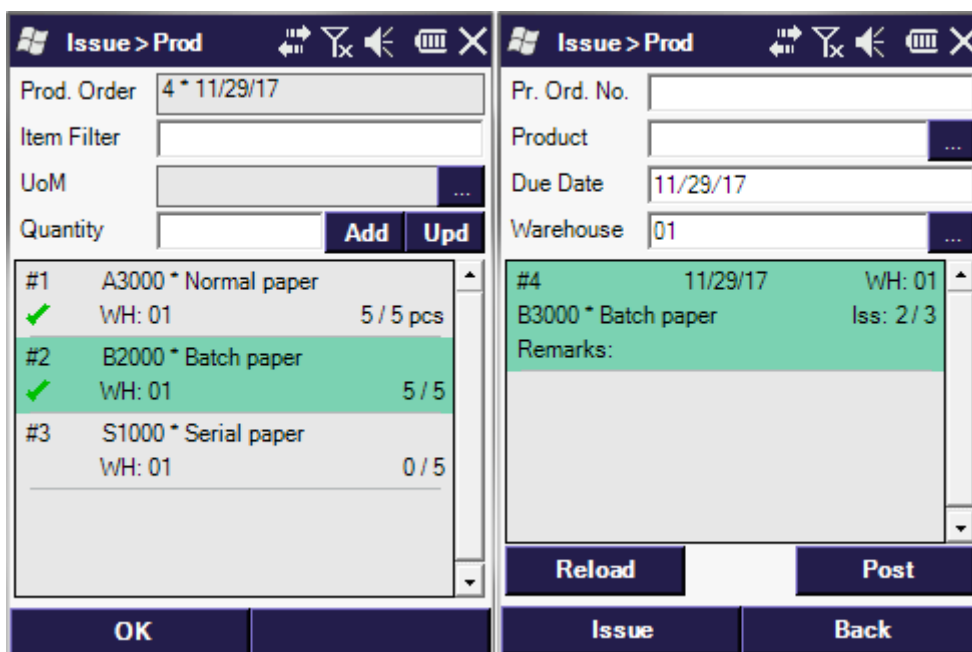 Issue > Prod
Prod. Order 4 * 11/29/17
Item Filter
UoM ...
Quantity Add Upd
#1 A3000 * Normal paper
WH: 01 5 / 5 pcs
#2 B2000 * Batch paper
WH: 01 5 / 5
#3 S1000 * Serial paper
WH: 01 0 / 5
OK
Issue > Prod
Pr. Ord. No.
Product ...
Due Date 11/29/17
Warehouse 01 ...
#4 11/29/17 WH: 01
B3000 * Batch paper Iss: 2 / 3
Remarks:
Reload Post
Issue Back